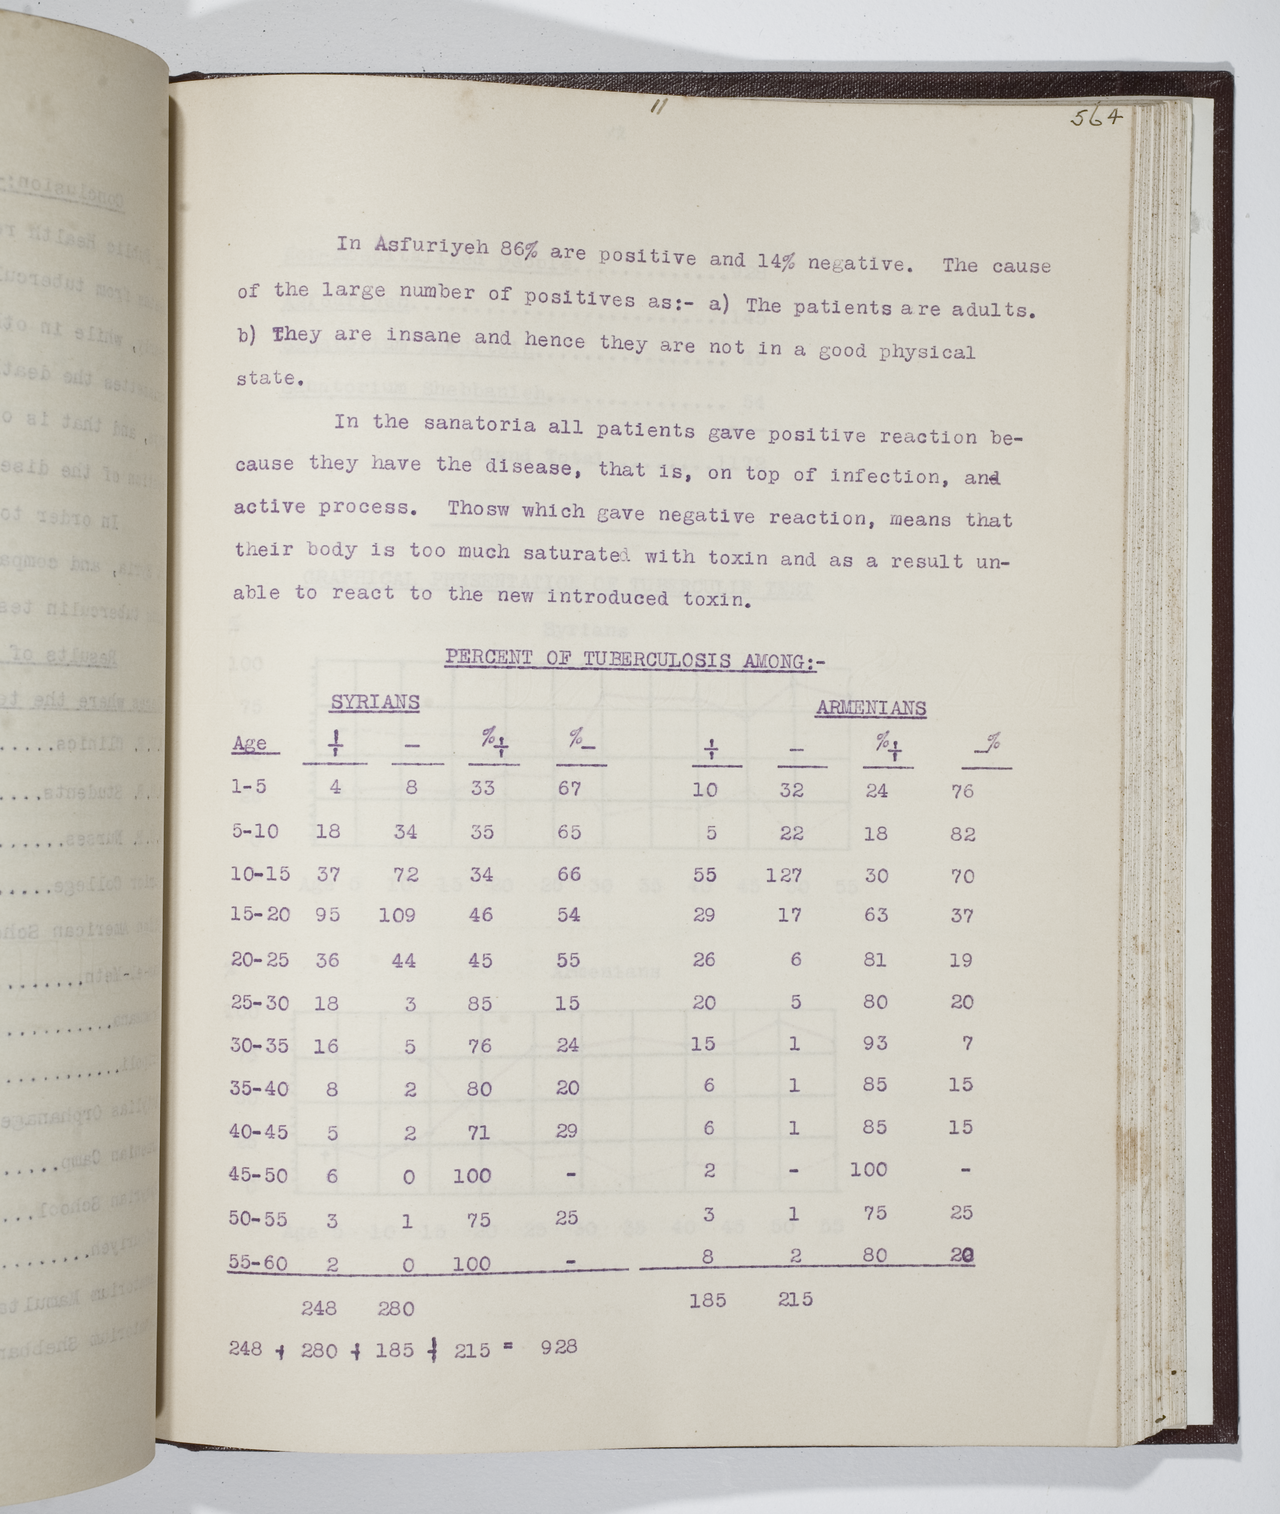 11
564
In Asfuriyeh 86% are positive and 14% negative. The cause
of the large number of positives as:- a) The patients are adults.
b) They are insane and hence they are not in a good physical
state.
In the sanatoria all patients gave positive reaction be-
cause they have the disease, that is, on top of infection, and
active process. Thosw which gave negative reaction, means that
their body is too much saturated with toxin and as a result un-
able to react to the new introduced toxin.
PERCENT OF TUBERCULOSIS AMONG:-
SYRIANS ARMENIANS
Age + - %+ %- + - %+ -%
1-5 4 8 33 67 10 32 24 76
5-10 18 34 35 65 5 22 18 82
10-15 37 72 34 66 55 127 30 70
15-20 95 109 46 54 29 17 63 37
20-25 36 44 45 55 26 6 81 19
25-30 18 3 85 15 20 5 80 20
30-35 16 5 76 24 15 1 93 7
35-40 8 2 80 20 6 1 85 15
40-45 5 2 71 29 6 1 85 15
45-50 6 0 100 - 2 - 100 -
50-55 3 1 75 25 3 1 75 25
55-60 2 0 100 - 8 2 80 20
248 280 185 215
248 + 280 + 185 + 215 = 928